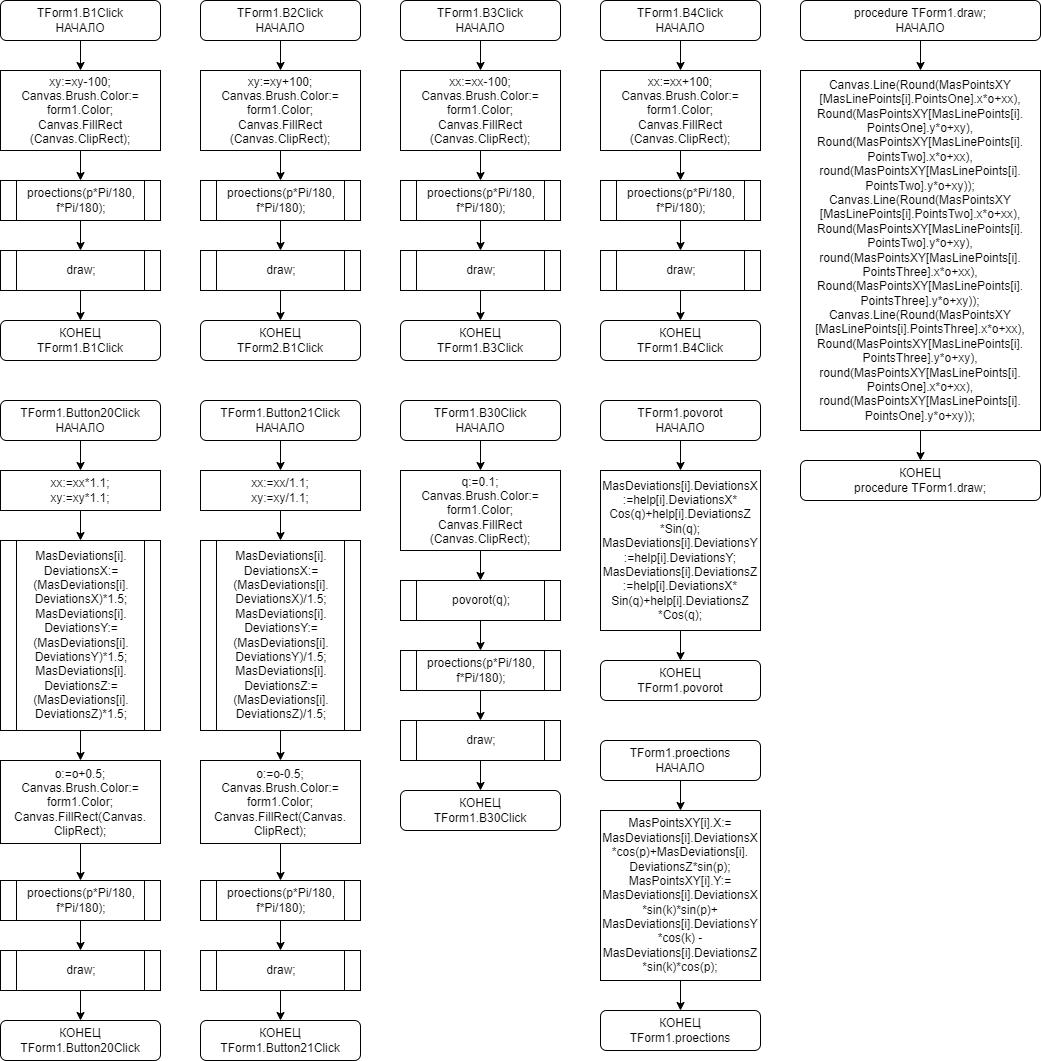 TForm1.B1Click
НАЧАЛО
xy:=xy-100;
Canvas.Brush.Color:=
form1.Color;
Canvas.FillRect
(Canvas.ClipRect);
proections(p*Pi/180,
f*Pi/180);
draw;
КОНЕЦ
TForm1.B1Click
TForm1.B2Click
НАЧАЛО
xy:=xy+100;
Canvas.Brush.Color:=
form1.Color;
Canvas.FillRect
(Canvas.ClipRect);
proections(p*Pi/180,
f*Pi/180);
draw;
КОНЕЦ
TForm2.B1Click
TForm1.B3Click
НАЧАЛО
xx:=xx-100;
Canvas.Brush.Color:=
form1.Color;
Canvas.FillRect
(Canvas.ClipRect);
proections(p*Pi/180,
f*Pi/180);
draw;
КОНЕЦ
TForm1.B3Click
TForm1.B4Click
НАЧАЛО
xx:=xx+100;
Canvas.Brush.Color:=
form1.Color;
Canvas.FillRect
(Canvas.ClipRect);
proections(p*Pi/180,
f*Pi/180);
draw;
КОНЕЦ
TForm1.B4Click
procedure TForm1.draw;
НАЧАЛО
Canvas.Line(Round(MasPointsXY
[MasLinePoints[i].PointsOne].x*o+xx),
Round(MasPointsXY[MasLinePoints[i].
PointsOne].y*o+xy),
Round(MasPointsXY[MasLinePoints[i].
PointsTwo].x*o+xx),
round(MasPointsXY[MasLinePoints[i].
PointsTwo].y*o+xy));
Canvas.Line(Round(MasPointsXY
[MasLinePoints[i].PointsTwo].x*o+xx),
Round(MasPointsXY[MasLinePoints[i].
PointsTwo].y*o+xy),
round(MasPointsXY[MasLinePoints[i].
PointsThree].x*o+xx),
Round(MasPointsXY[MasLinePoints[i].
PointsThree].y*o+xy));
Canvas.Line(Round(MasPointsXY
[MasLinePoints[i].PointsThree].x*o+xx),
Round(MasPointsXY[MasLinePoints[i].
PointsThree].y*o+xy),
round(MasPointsXY[MasLinePoints[i].
PointsOne].x*o+xx),
round(MasPointsXY[MasLinePoints[i].
PointsOne].y*o+xy));
КОНЕЦ
procedure TForm1.draw;
TForm1.Button20Click
НАЧАЛО
xx:=xx*1.1;
xy:=xy*1.1;
MasDeviations[i].
DeviationsX:=
(MasDeviations[i].
DeviationsX)*1.5;
MasDeviations[i].
DeviationsY:=
(MasDeviations[i].
DeviationsY)*1.5;
MasDeviations[i].
DeviationsZ:=
(MasDeviations[i].
DeviationsZ)*1.5;
o:=o+0.5;
Canvas.Brush.Color:=
form1.Color;
Canvas.FillRect(Canvas.
ClipRect);
proections(p*Pi/180,
f*Pi/180);
draw;
КОНЕЦ
TForm1.Button20Click
TForm1.Button21Click
НАЧАЛО
xx:=xx/1.1;
xy:=xy/1.1;
MasDeviations[i].
DeviationsX:=
(MasDeviations[i].
DeviationsX)/1.5;
MasDeviations[i].
DeviationsY:=
(MasDeviations[i].
DeviationsY)/1.5;
MasDeviations[i].
DeviationsZ:=
(MasDeviations[i].
DeviationsZ)/1.5;
o:=o-0.5;
Canvas.Brush.Color:=
form1.Color;
Canvas.FillRect(Canvas.
ClipRect);
proections(p*Pi/180,
f*Pi/180);
draw;
КОНЕЦ
TForm1.Button21Click
TForm1.B30Click
НАЧАЛО
q:=0.1;
Canvas.Brush.Color:=
form1.Color;
Canvas.FillRect
(Canvas.ClipRect);
povorot(q);
proections(p*Pi/180,
f*Pi/180);
draw;
КОНЕЦ
TForm1.B30Click
TForm1.povorot
НАЧАЛО
MasDeviations[i].DeviationsX
:=help[i].DeviationsX*
Cos(q)+help[i].DeviationsZ
*Sin(q);
MasDeviations[i].DeviationsY
:=help[i].DeviationsY;
MasDeviations[i].DeviationsZ
:=help[i].DeviationsX*
Sin(q)+help[i].DeviationsZ
*Cos(q);
КОНЕЦ
TForm1.povorot
TForm1.proections
НАЧАЛО
MasPointsXY[i].X:=
MasDeviations[i].DeviationsX
*cos(p)+MasDeviations[i].
DeviationsZ*sin(p);
MasPointsXY[i].Y:=
MasDeviations[i].DeviationsX
*sin(k)*sin(p)+
MasDeviations[i].DeviationsY
*cos(k) -
MasDeviations[i].DeviationsZ
*sin(k)*cos(p);
КОНЕЦ
TForm1.proections